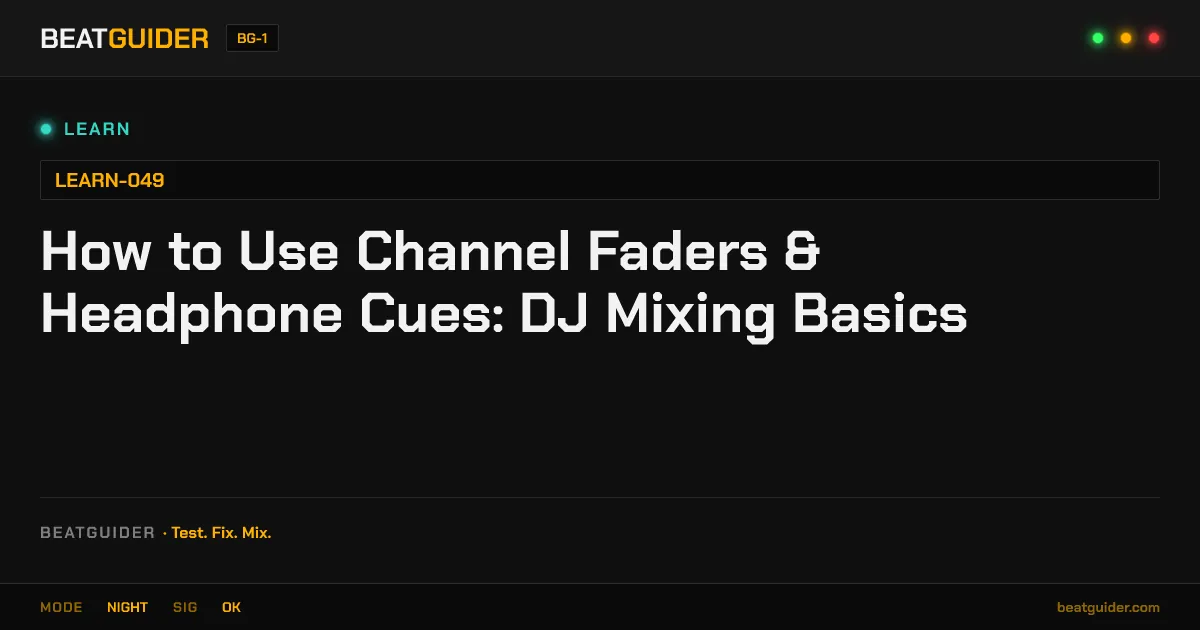 BEATGUIDER BG-1
LEARN
LEARN-049
How to Use Channel Faders &
Headphone Cues: DJ Mixing Basics
BEATGUIDER · Test. Fix. Mix.
MODE NIGHT SIG OK beatguider.com